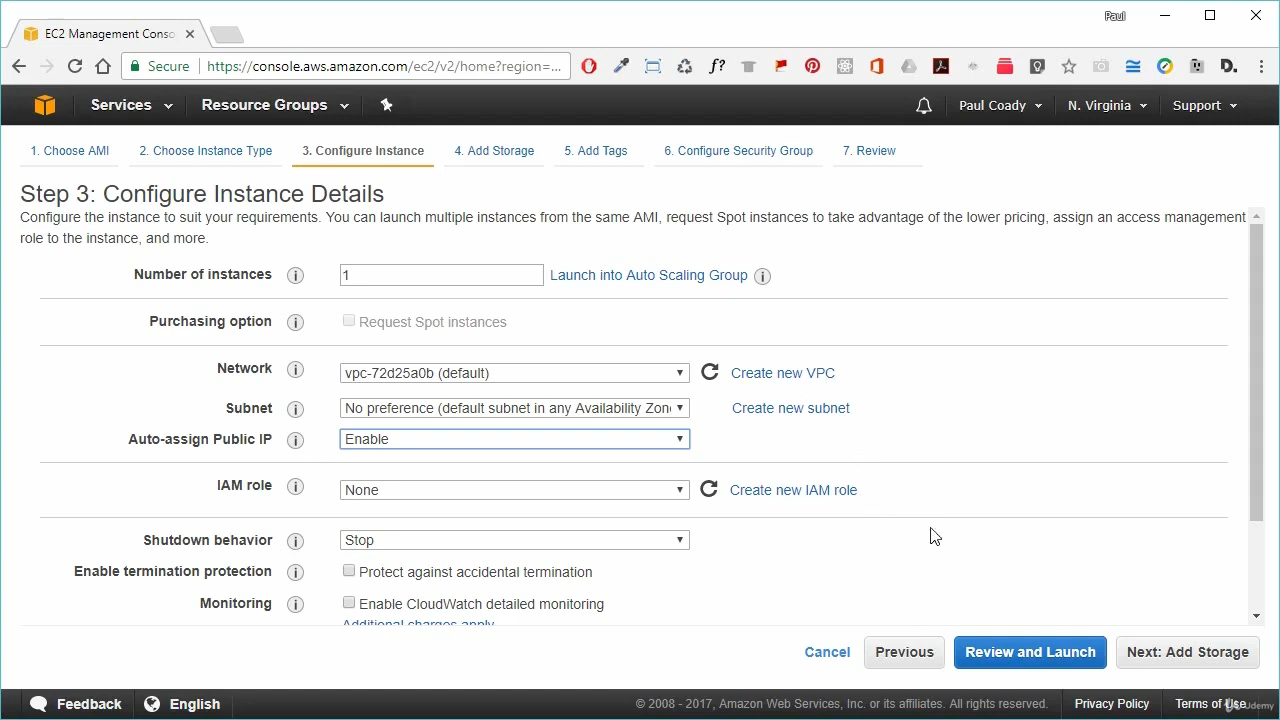 Paul
EC2 Management Conso
Secure https://console.aws.amazon.com/ec2/v2/home?region=...
f?
D.
Services Resource Groups Paul Coady N. Virginia Support
1. Choose AMI 2. Choose Instance Type 3. Configure Instance 4. Add Storage 5. Add Tags 6. Configure Security Group 7. Review
Step 3: Configure Instance Details
Configure the instance to suit your requirements. You can launch multiple instances from the same AMI, request Spot instances to take advantage of the lower pricing, assign an access management
role to the instance, and more.
Number of instances i 1 Launch into Auto Scaling Group i
Purchasing option i Request Spot instances
Network i vpc-72d25a0b (default) Create new VPC
Subnet i No preference (default subnet in any Availability Zon Create new subnet
Auto-assign Public IP i Enable
IAM role i None Create new IAM role
Shutdown behavior i Stop
Enable termination protection i Protect against accidental termination
Monitoring i Enable CloudWatch detailed monitoring
Additional charges apply
Cancel Previous Review and Launch Next: Add Storage
Feedback English © 2008 - 2017, Amazon Web Services, Inc. or its affiliates. All rights reserved. Privacy Policy Terms of Use
Udemy